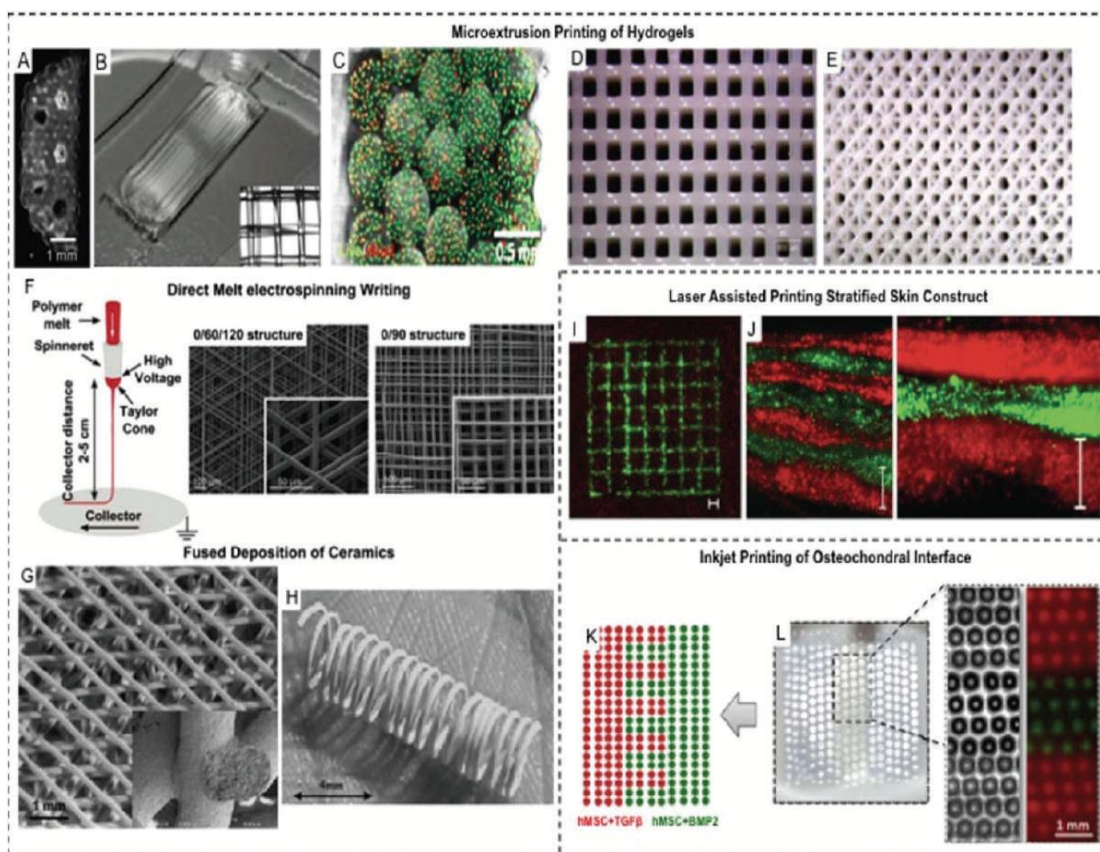 Microextrusion Printing of Hydrogels
A
B
C
D
E
1 mm
0.5 mm
F
Direct Melt electrospinning Writing
Polymer
melt
Spinneret
High
Voltage
Taylor
Cone
Collector distance
2-5 cm
Collector
0/60/120 structure
0/90 structure
Laser Assisted Printing Stratified Skin Construct
I
J
Fused Deposition of Ceramics
G
H
1 mm
4mm
Inkjet Printing of Osteochondral Interface
K
L
hMSC+TGFβ hMSC+BMP2
1 mm